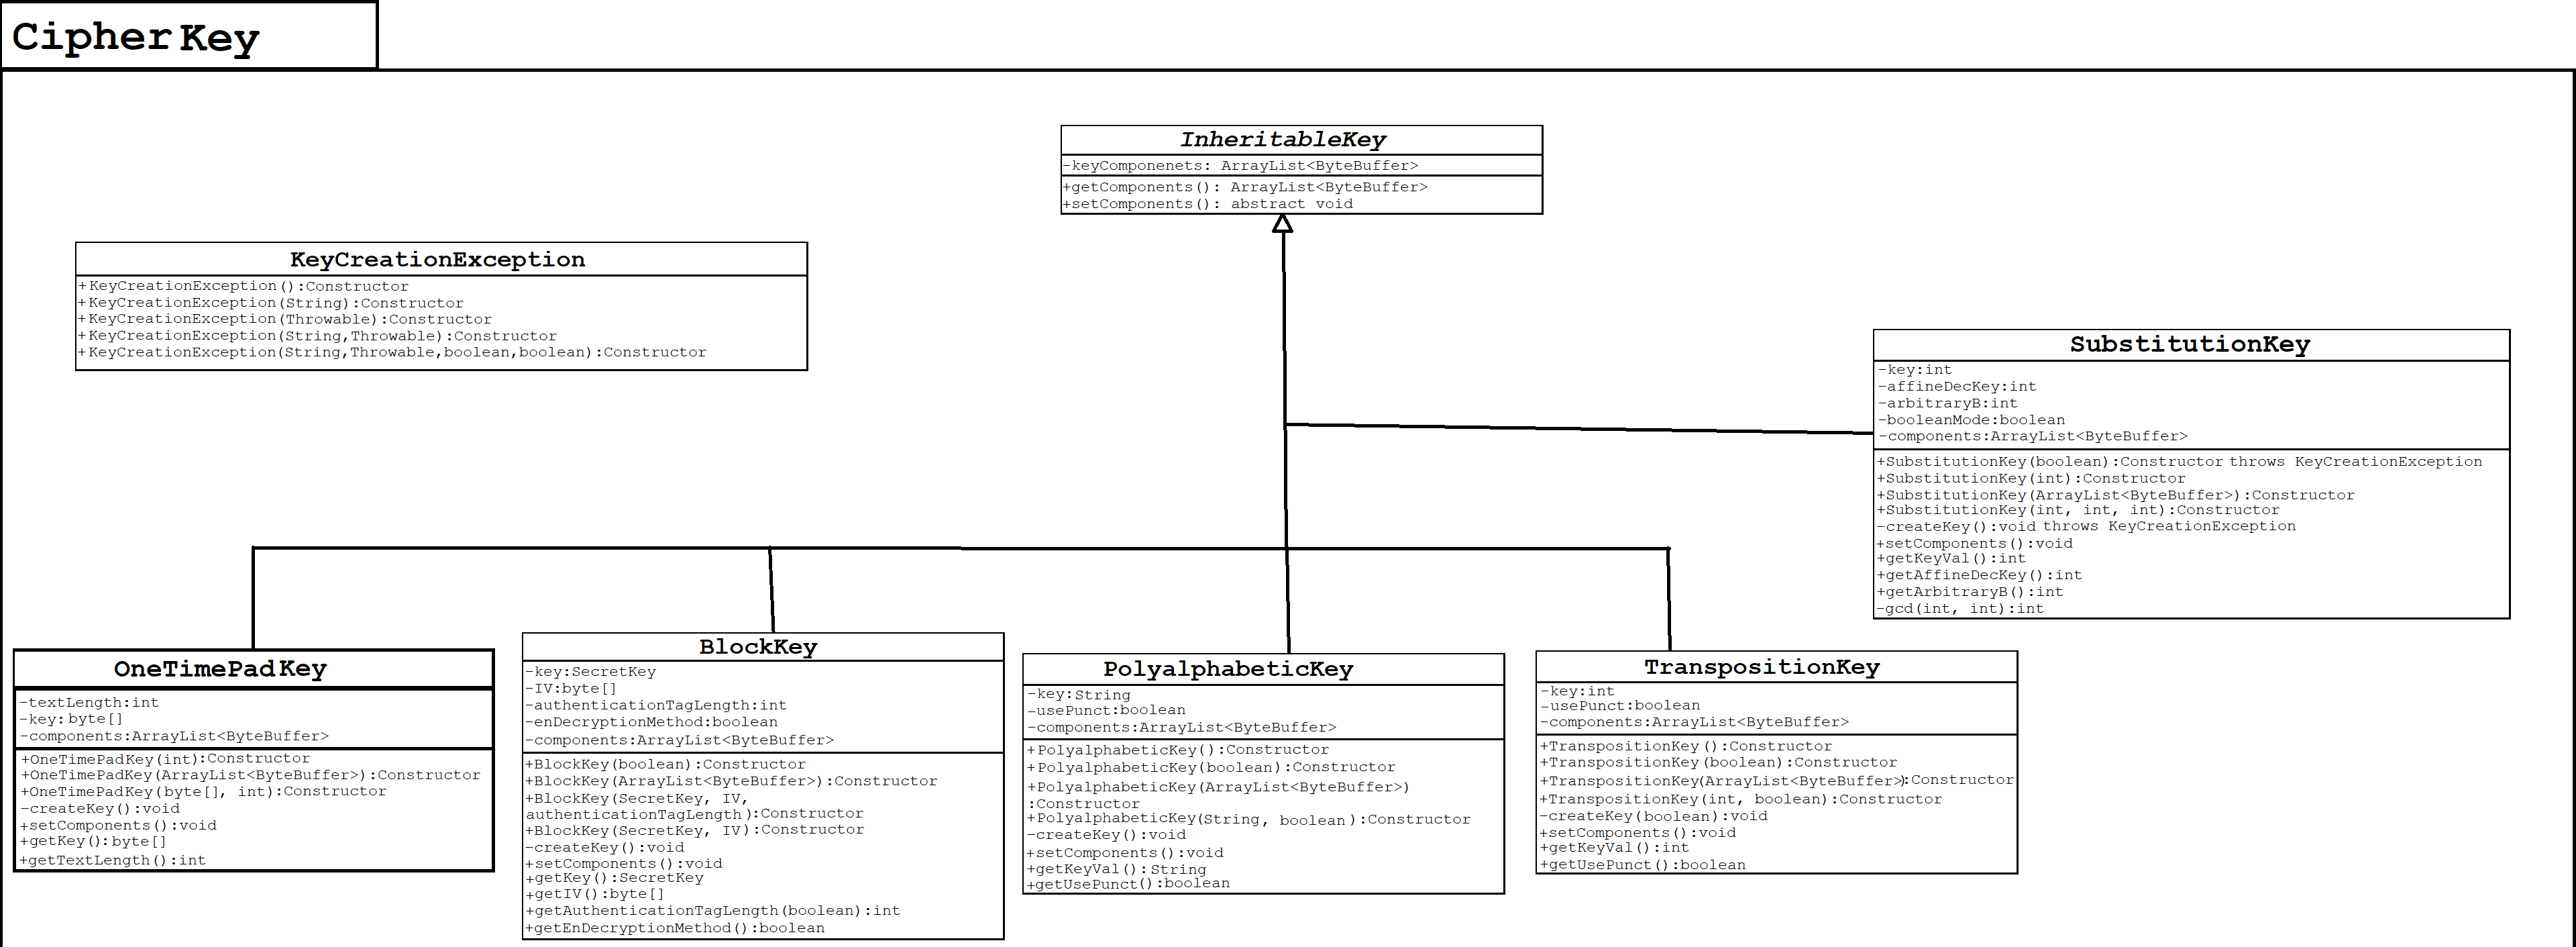 CipherKey
InheritableKey
-keyComponenets: ArrayList<ByteBuffer>
+getComponents(): ArrayList<ByteBuffer>
+setComponents(): abstract void
KeyCreationException
+KeyCreationException():Constructor
+KeyCreationException(String):Constructor
+KeyCreationException(Throwable):Constructor
+KeyCreationException(String,Throwable):Constructor
+KeyCreationException(String,Throwable,boolean,boolean):Constructor
SubstitutionKey
-key:int
-affineDecKey:int
-arbitraryB:int
-booleanMode:boolean
-components:ArrayList<ByteBuffer>
+SubstitutionKey(boolean):Constructor throws KeyCreationException
+SubstitutionKey(int):Constructor
+SubstitutionKey(ArrayList<ByteBuffer>):Constructor
+SubstitutionKey(int, int, int):Constructor
-createKey():void throws KeyCreationException
+setComponents():void
+getKeyVal():int
+getAffineDecKey():int
+getArbitraryB():int
-gcd(int, int):int
OneTimePadKey
-textLength:int
-key:byte[]
-components:ArrayList<ByteBuffer>
+OneTimePadKey(int):Constructor
+OneTimePadKey(ArrayList<ByteBuffer>):Constructor
+OneTimePadKey(byte[], int):Constructor
-createKey():void
+setComponents():void
+getKey():byte[]
+getTextLength():int
BlockKey
-key:SecretKey
-IV:byte[]
-authenticationTagLength:int
-enDecryptionMethod:boolean
-components:ArrayList<ByteBuffer>
+BlockKey(boolean):Constructor
+BlockKey(ArrayList<ByteBuffer>):Constructor
+BlockKey(SecretKey, IV,
authenticationTagLength):Constructor
+BlockKey(SecretKey, IV):Constructor
-createKey():void
+setComponents():void
+getKey():SecretKey
+getIV():byte[]
+getAuthenticationTagLength(boolean):int
+getEnDecryptionMethod():boolean
PolyalphabeticKey
-key:String
-usePunct:boolean
-components:ArrayList<ByteBuffer>
+PolyalphabeticKey():Constructor
+PolyalphabeticKey(boolean):Constructor
+PolyalphabeticKey(ArrayList<ByteBuffer>)
:Constructor
+PolyalphabeticKey(String, boolean):Constructor
-createKey():void
+setComponents():void
+getKeyVal():String
+getUsePunct():boolean
TranspositionKey
-key:int
-usePunct:boolean
-components:ArrayList<ByteBuffer>
+TranspositionKey():Constructor
+TranspositionKey(boolean):Constructor
+TranspositionKey(ArrayList<ByteBuffer>):Constructor
+TranspositionKey(int, boolean):Constructor
-createKey(boolean):void
+setComponents():void
+getKeyVal():int
+getUsePunct():boolean